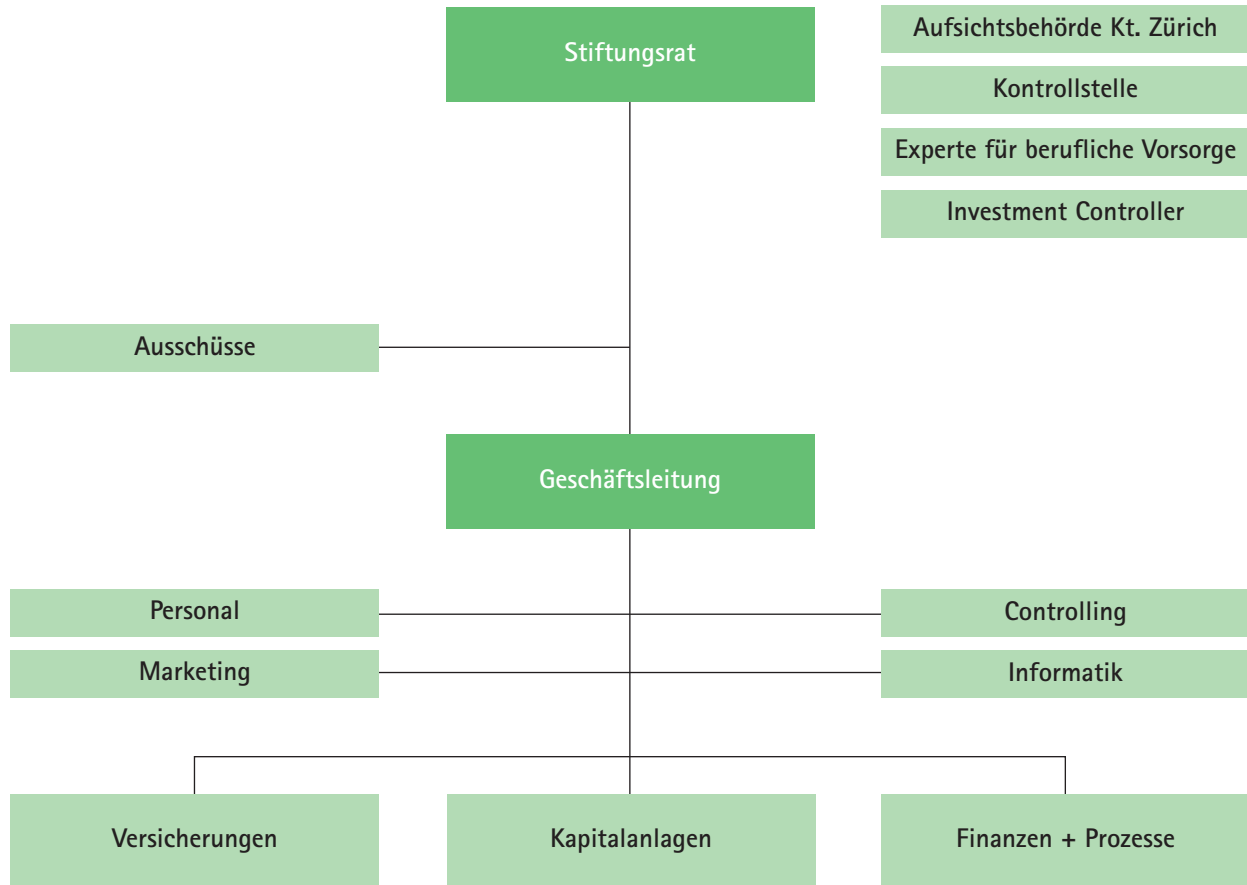 Stiftungsrat
Aufsichtsbehörde Kt. Zürich
Kontrollstelle
Experte für berufliche Vorsorge
Investment Controller
Ausschüsse
Geschäftsleitung
Personal
Controlling
Marketing
Informatik
Versicherungen
Kapitalanlagen
Finanzen + Prozesse